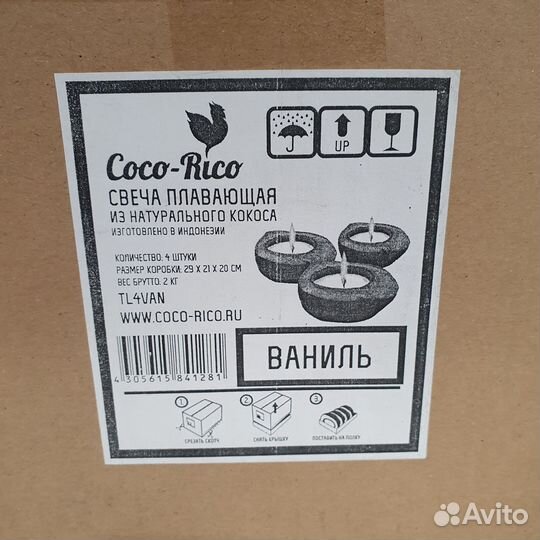 Coco-Rico
UP
СВЕЧА ПЛАВАЮЩАЯ
ИЗ НАТУРАЛЬНОГО КОКОСА
ИЗГОТОВЛЕНО В ИНДОНЕЗИИ
КОЛИЧЕСТВО: 4 ШТУКИ
РАЗМЕР КОРОБКИ: 29 X 21 X 20 СМ
ВЕС БРУТТО: 2 КГ
TL4VAN
WWW.COCO-RICO.RU
4 305615 841281
ВАНИЛЬ
1 2 3
СРЕЗАТЬ СКОТЧ СНЯТЬ КРЫШКУ ПОСТАВИТЬ НА ПОЛКУ
Avito